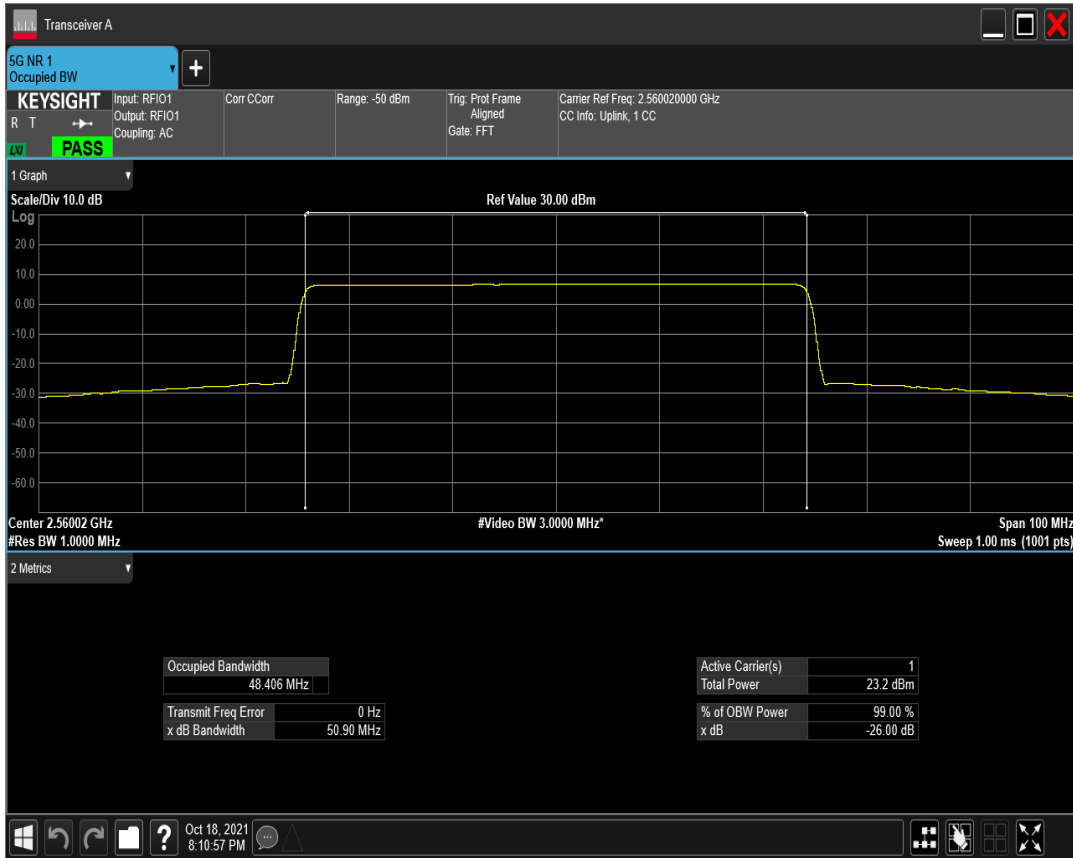 Transceiver A
5G NR 1
Occupied BW
+
KEYSIGHT
R T
LXI
PASS
Input: RFIO1
Output: RFIO1
Coupling: AC
Corr CCorr
Range: -50 dBm
Trig: Prot Frame
Aligned
Gate: FFT
Carrier Ref Freq: 2.560020000 GHz
CC Info: Uplink, 1 CC
1 Graph
Scale/Div 10.0 dB
Ref Value 30.00 dBm
Log
20.0
10.0
0.00
-10.0
-20.0
-30.0
-40.0
-50.0
-60.0
Center 2.56002 GHz
#Video BW 3.0000 MHz*
Span 100 MHz
#Res BW 1.0000 MHz
Sweep 1.00 ms (1001 pts)
2 Metrics
Occupied Bandwidth
48.406 MHz
Transmit Freq Error 0 Hz
x dB Bandwidth 50.90 MHz
Active Carrier(s) 1
Total Power 23.2 dBm
% of OBW Power 99.00 %
x dB -26.00 dB
?
Oct 18, 2021
8:10:57 PM